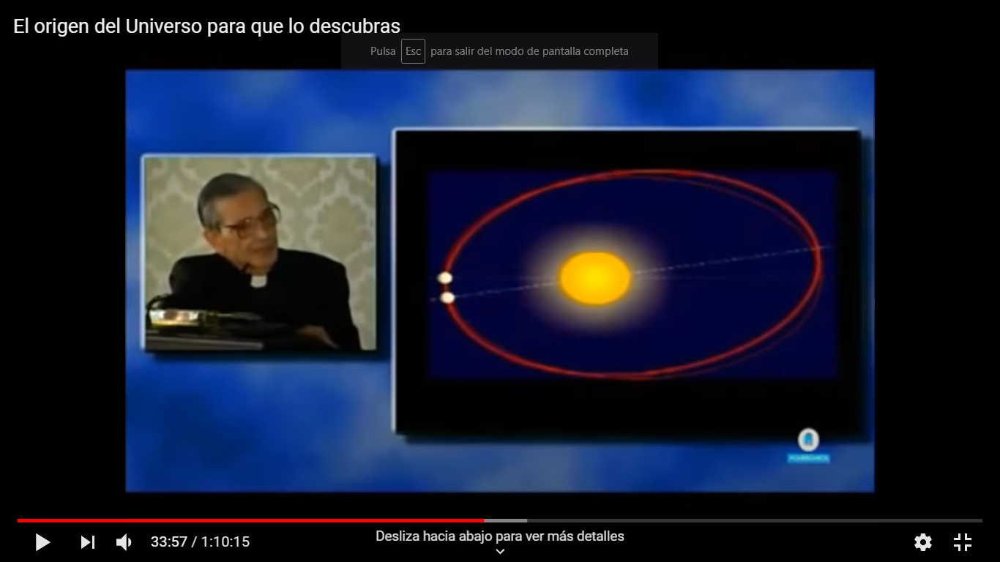 El origen del Universo para que lo descubras
Pulsa Esc para salir del modo de pantalla completa
33:57 / 1:10:15
Desliza hacia abajo para ver más detalles